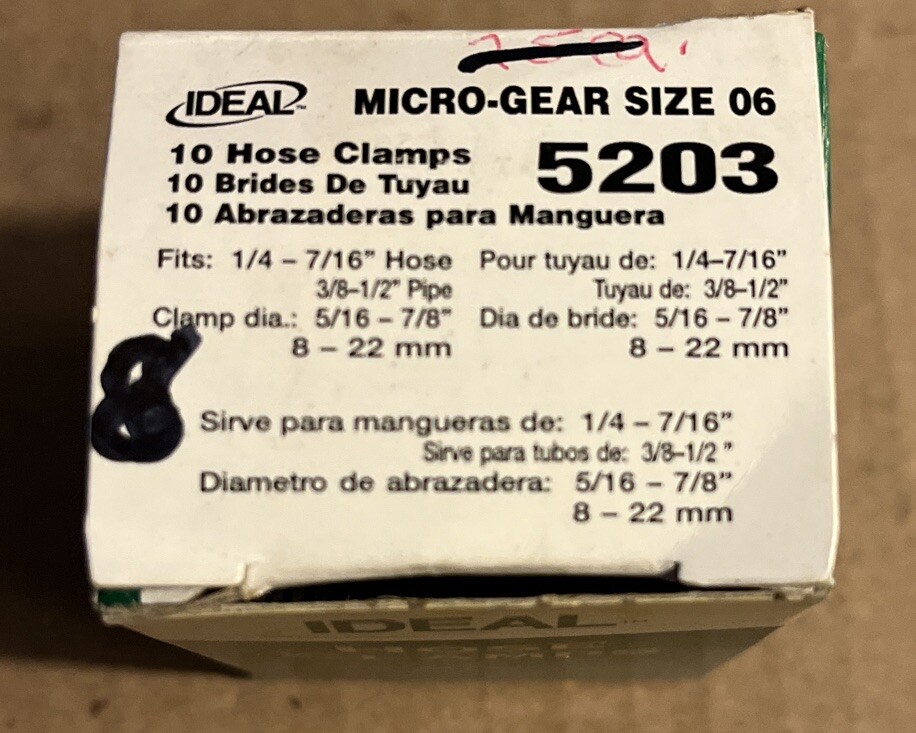 IDEAL™ MICRO-GEAR SIZE 06
10 Hose Clamps
5203
10 Brides De Tuyau
10 Abrazaderas para Manguera
Fits: 1/4 – 7/16” Hose
3/8–1/2” Pipe
Clamp dia.: 5/16 – 7/8”
8 – 22 mm
Pour tuyau de: 1/4–7/16”
Tuyau de: 3/8–1/2”
Dia de bride: 5/16 – 7/8”
8 – 22 mm
8
Sirve para mangueras de: 1/4 – 7/16”
Sirve para tubos de: 3/8–1/2 ”
Diametro de abrazadera: 5/16 – 7/8”
8 – 22 mm
IDEAL™